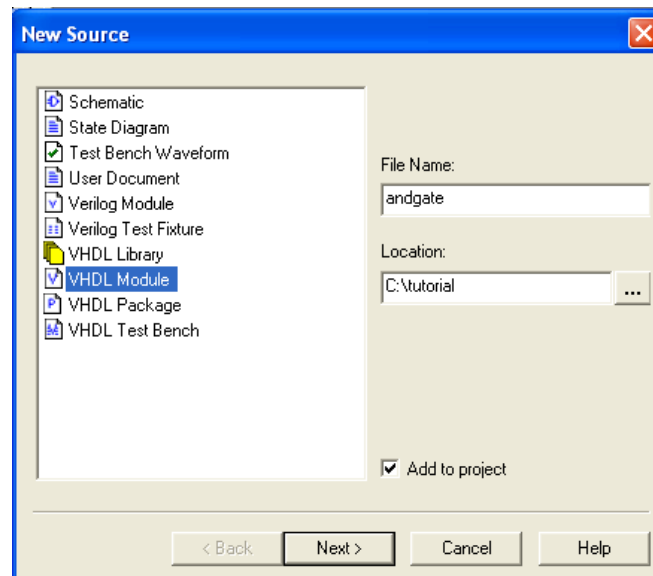 New Source
Schematic
State Diagram
Test Bench Waveform
User Document
Verilog Module
Verilog Test Fixture
VHDL Library
VHDL Module
VHDL Package
VHDL Test Bench
File Name:
andgate
Location:
C:\tutorial
...
Add to project
< Back
Next >
Cancel
Help